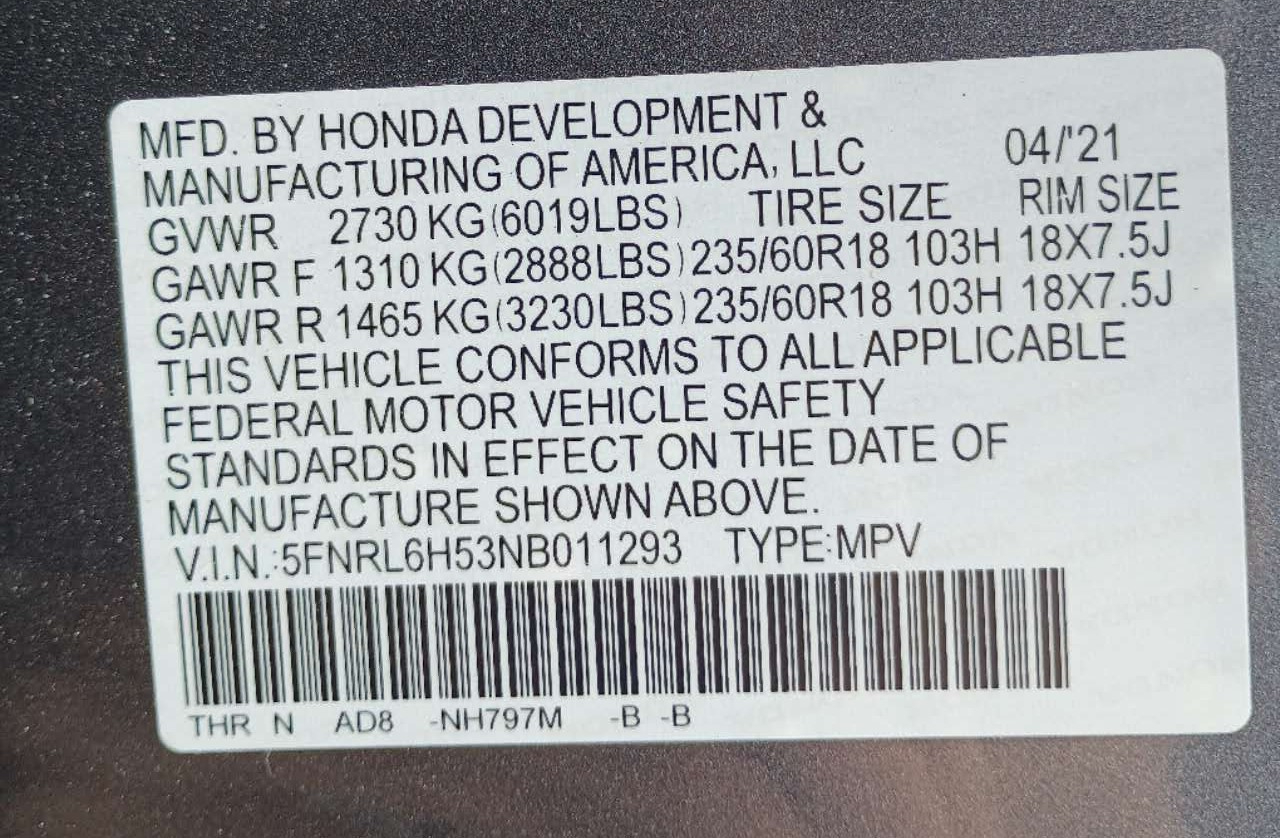 MFD. BY HONDA DEVELOPMENT &
MANUFACTURING OF AMERICA, LLC 04/'21
GVWR 2730 KG(6019LBS) TIRE SIZE RIM SIZE
GAWR F 1310 KG(2888LBS) 235/60R18 103H 18X7.5J
GAWR R 1465 KG(3230LBS) 235/60R18 103H 18X7.5J
THIS VEHICLE CONFORMS TO ALL APPLICABLE
FEDERAL MOTOR VEHICLE SAFETY
STANDARDS IN EFFECT ON THE DATE OF
MANUFACTURE SHOWN ABOVE.
V.I.N.:5FNRL6H53NB011293 TYPE:MPV
THR N AD8 -NH797M -B -B